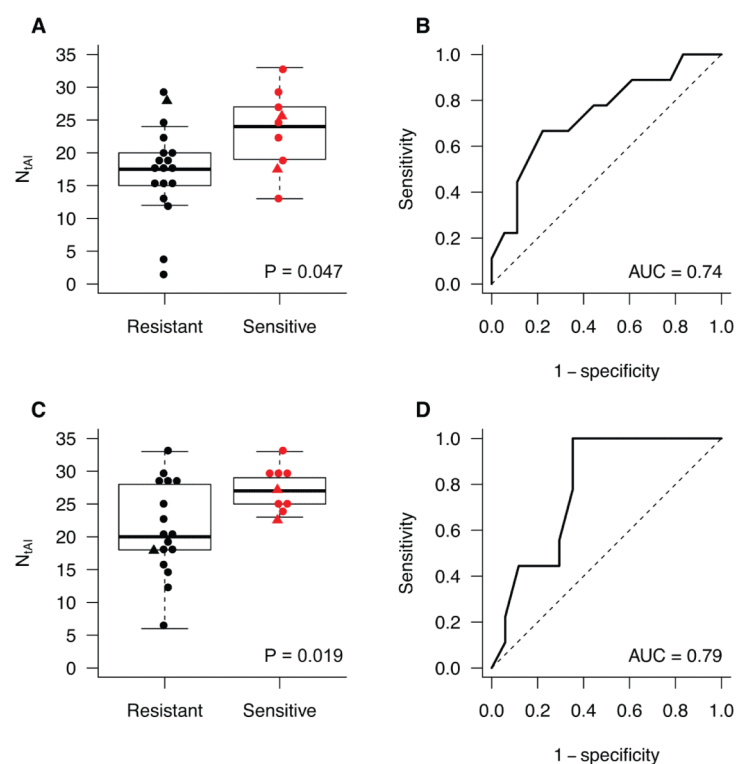 A
35
30
25
20
15
10
5
0
NtAI
P = 0.047
Resistant
Sensitive
B
1.0
0.8
0.6
0.4
0.2
0.0
Sensitivity
AUC = 0.74
0.0 0.2 0.4 0.6 0.8 1.0
1 – specificity
C
35
30
25
20
15
10
5
0
NtAI
P = 0.019
Resistant
Sensitive
D
1.0
0.8
0.6
0.4
0.2
0.0
Sensitivity
AUC = 0.79
0.0 0.2 0.4 0.6 0.8 1.0
1 – specificity